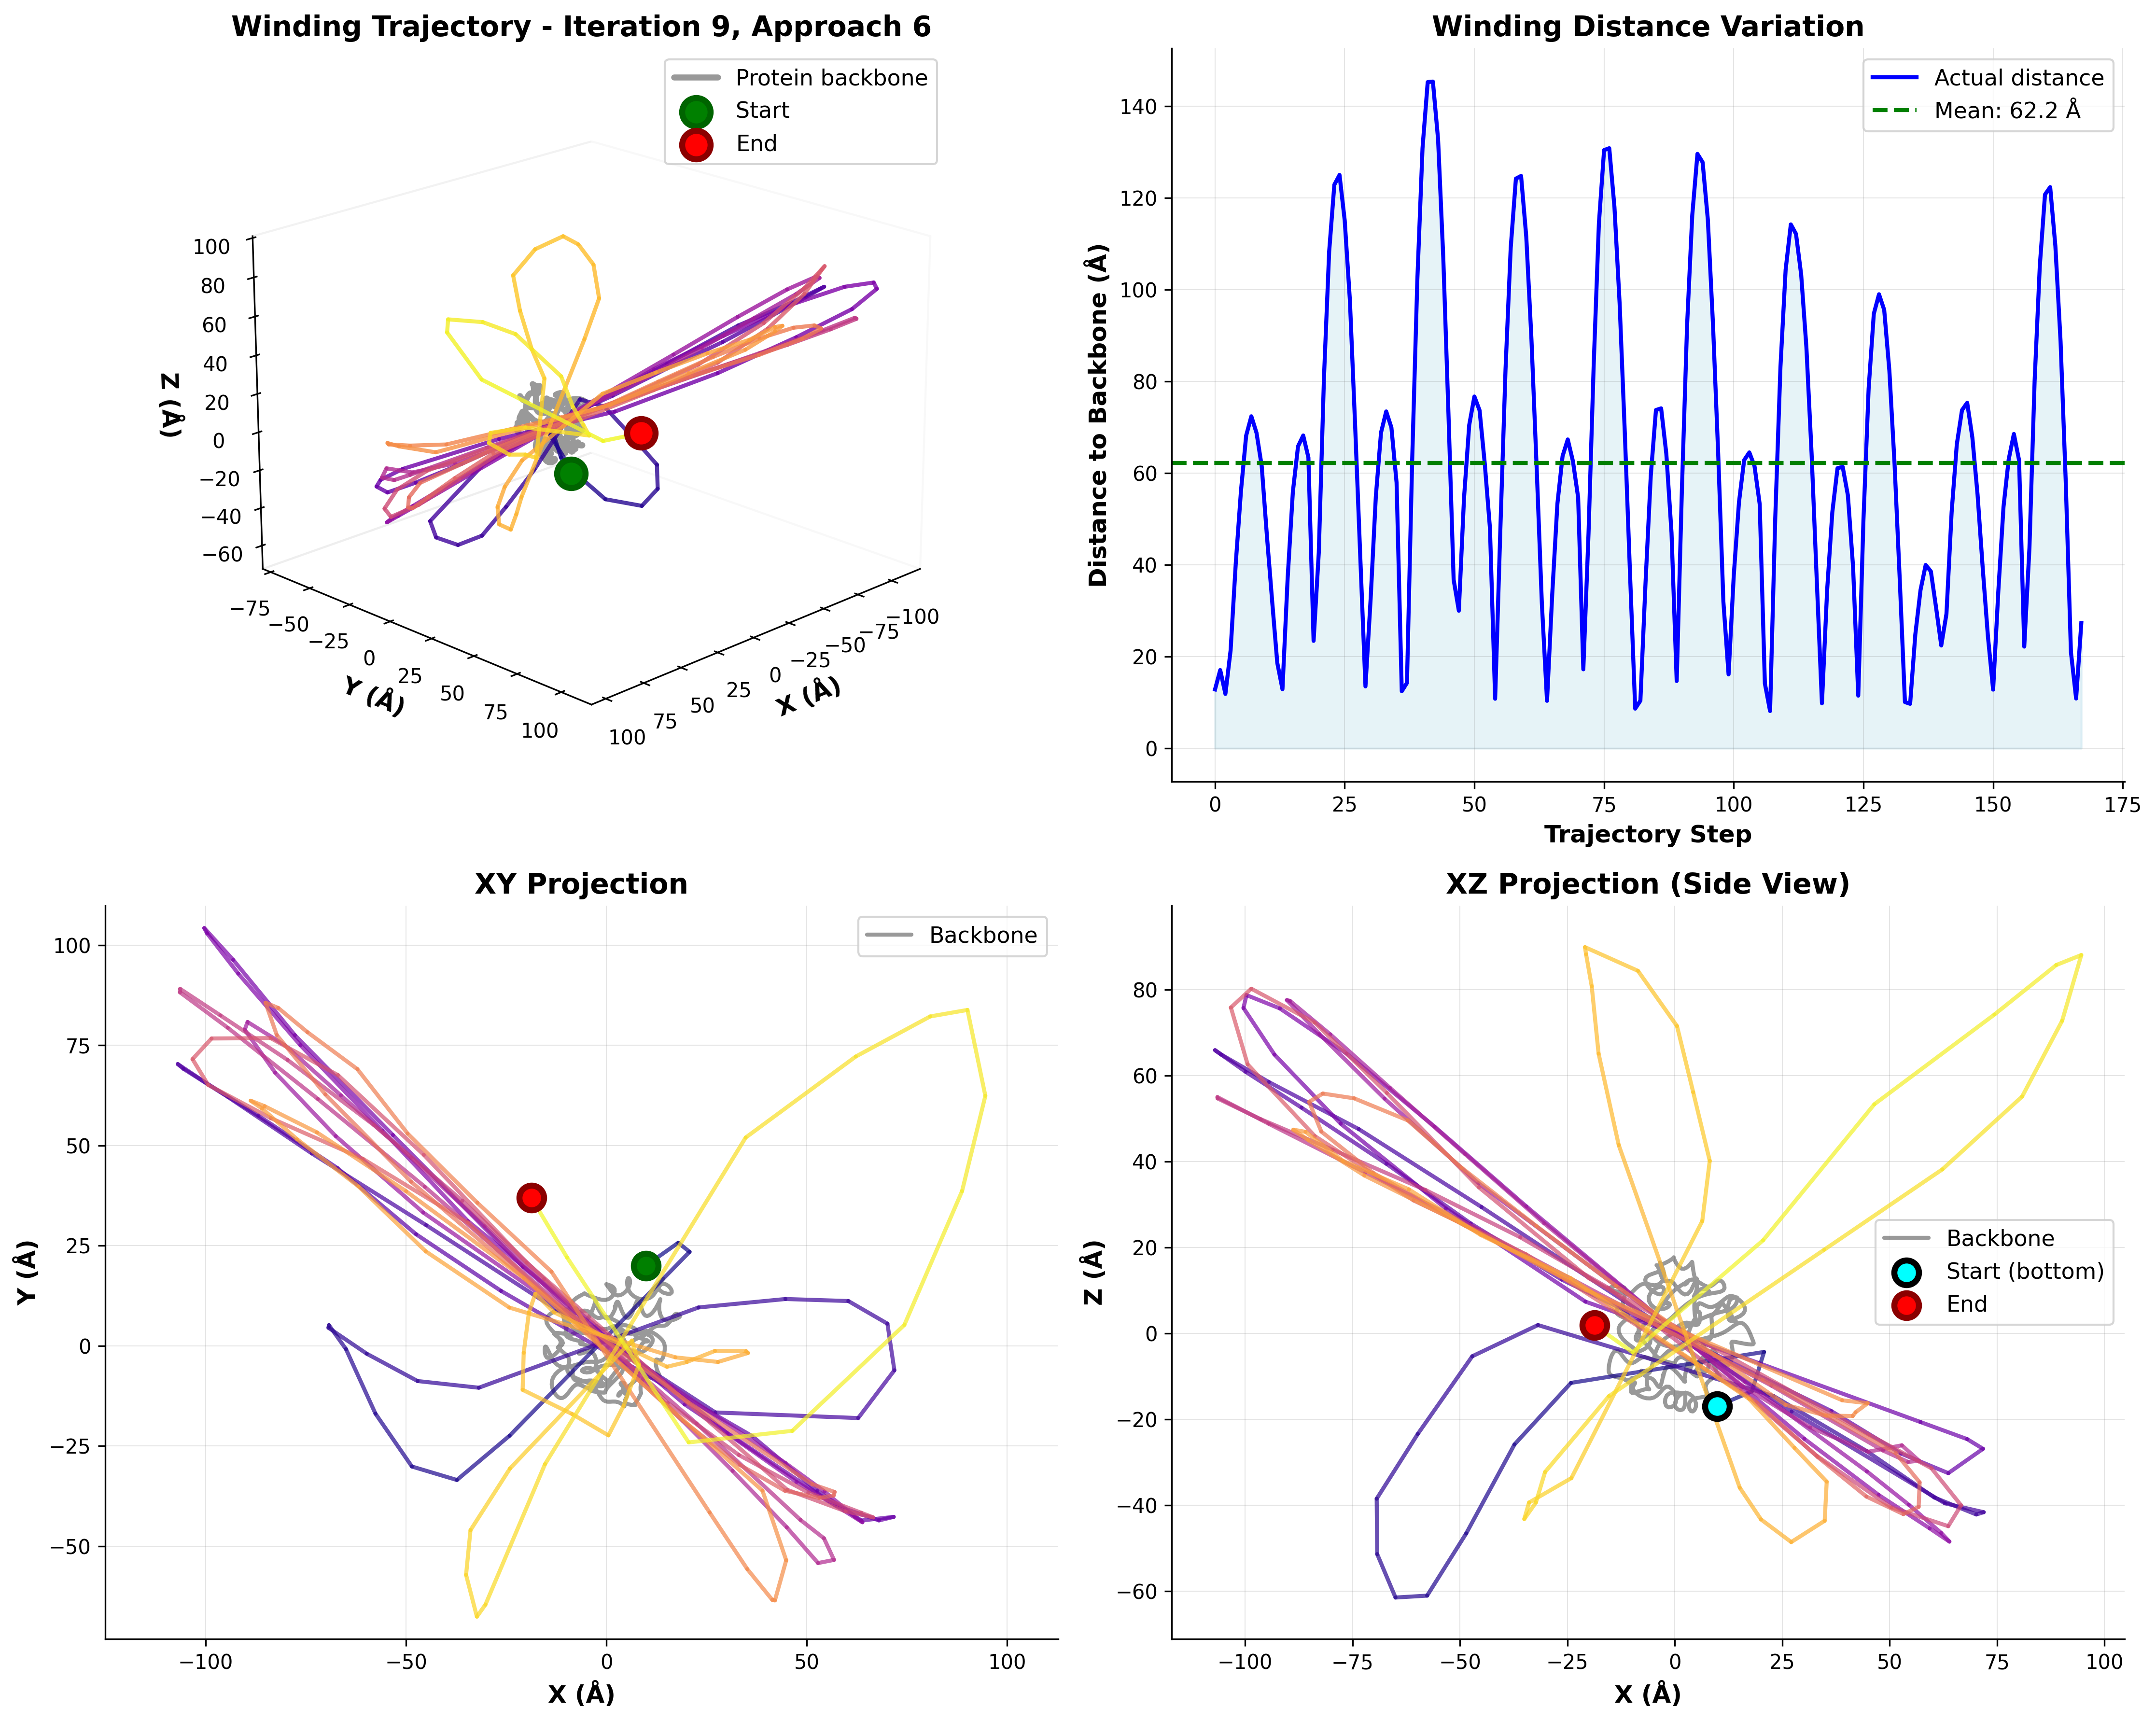 Winding Trajectory - Iteration 9, Approach 6
Protein backbone
Start
End
100
80
60
40
20
0
−20
−40
−60
Z (Å)
−75
−50
−25
0
25
50
75
100
Y (Å)
100
75
50
25
0
−25
−50
−75
−100
X (Å)
Winding Distance Variation
Actual distance
Mean: 62.2 Å
140
120
100
80
60
40
20
0
Distance to Backbone (Å)
0 25 50 75 100 125 150 175
Trajectory Step
XY Projection
Backbone
100
75
50
25
0
−25
−50
Y (Å)
−100 −50 0 50 100
X (Å)
XZ Projection (Side View)
Backbone
Start (bottom)
End
80
60
40
20
0
−20
−40
−60
Z (Å)
−100 −75 −50 −25 0 25 50 75 100
X (Å)